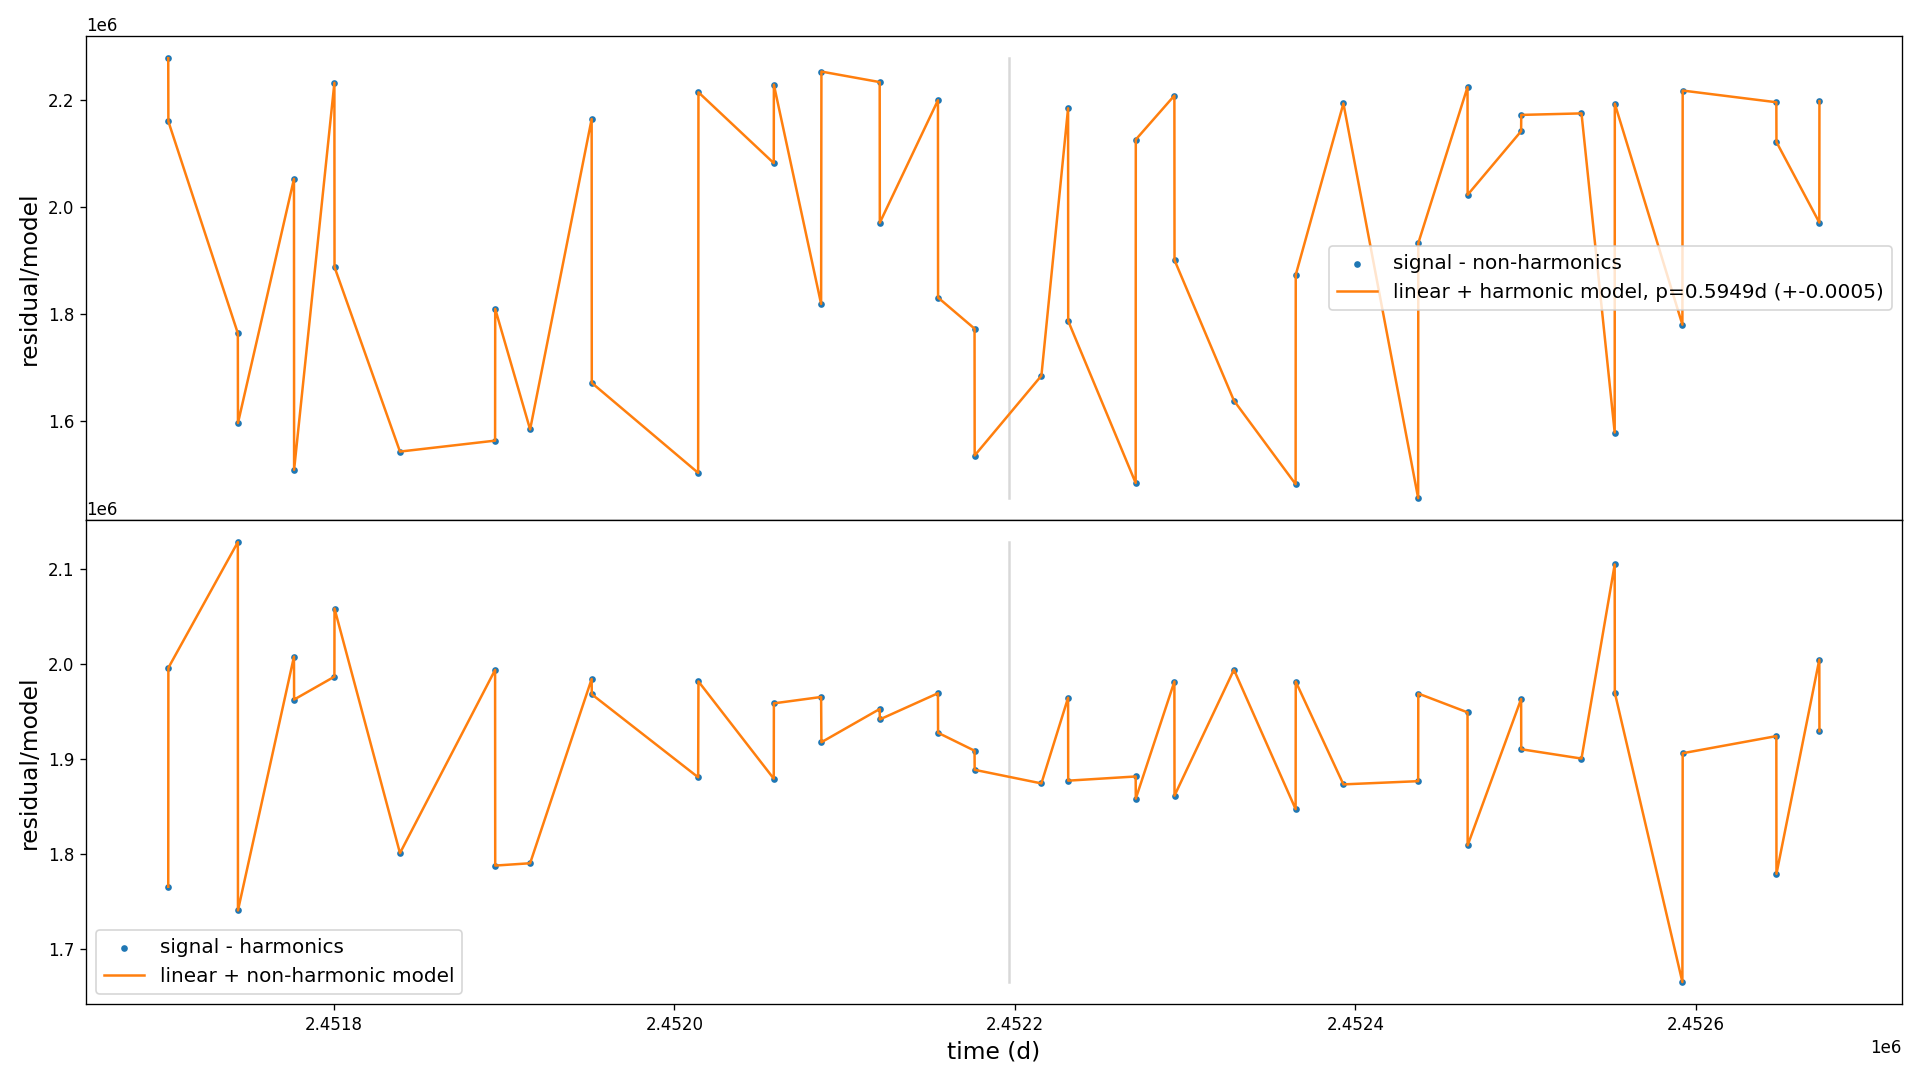 1e6
2.2
2.0
1.8
1.6
residual/model
signal - non-harmonics
linear + harmonic model, p=0.5949d (+-0.0005)
1e6
2.1
2.0
1.9
1.8
1.7
residual/model
signal - harmonics
linear + non-harmonic model
2.4518 2.4520 2.4522 2.4524 2.4526
1e6
time (d)